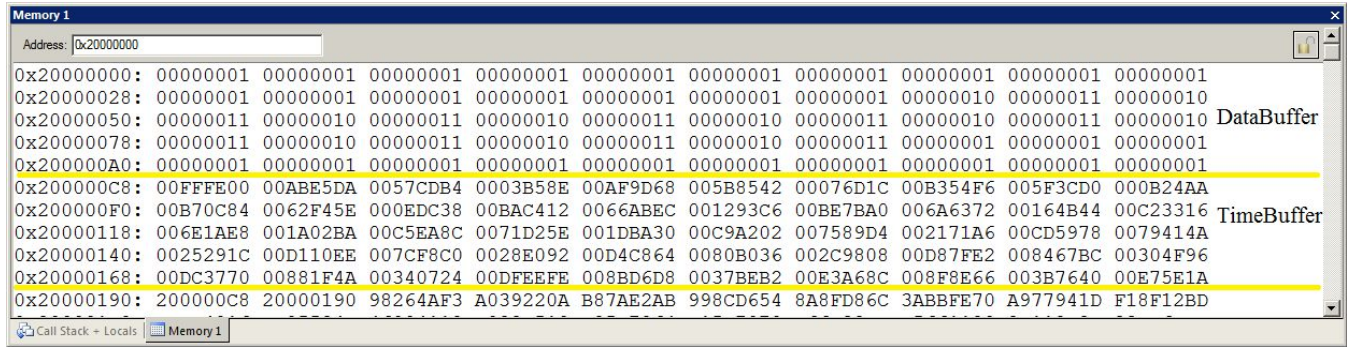 Memory 1
Address: 0x20000000
0x20000000: 00000001 00000001 00000001 00000001 00000001 00000001 00000001 00000001 00000001 00000001
0x20000028: 00000001 00000001 00000001 00000001 00000001 00000001 00000001 00000010 00000011 00000010
0x20000050: 00000011 00000010 00000011 00000010 00000011 00000010 00000011 00000010 00000011 00000010 DataBuffer
0x20000078: 00000011 00000010 00000011 00000010 00000011 00000010 00000011 00000001 00000001 00000001
0x200000A0: 00000001 00000001 00000001 00000001 00000001 00000001 00000001 00000001 00000001 00000001
0x200000C8: 00FFFE00 00ABE5DA 0057CDB4 0003B58E 00AF9D68 005B8542 00076D1C 00B354F6 005F3CD0 000B24AA
0x200000F0: 00B70C84 0062F45E 000EDC38 00BAC412 0066ABEC 001293C6 00BE7BA0 006A6372 00164B44 00C23316 TimeBuffer
0x20000118: 006E1AE8 001A02BA 00C5EA8C 0071D25E 001DBA30 00C9A202 007589D4 002171A6 00CD5978 0079414A
0x20000140: 0025291C 00D110EE 007CF8C0 0028E092 00D4C864 0080B036 002C9808 00D87FE2 008467BC 00304F96
0x20000168: 00DC3770 00881F4A 00340724 00DFEEFE 008BD6D8 0037BEB2 00E3A68C 008F8E66 003B7640 00E75E1A
0x20000190: 200000C8 20000190 98264AF3 A039220A B87AE2AB 998CD654 8A8FD86C 3ABBFE70 A977941D F18F12BD
Call Stack + Locals Memory 1